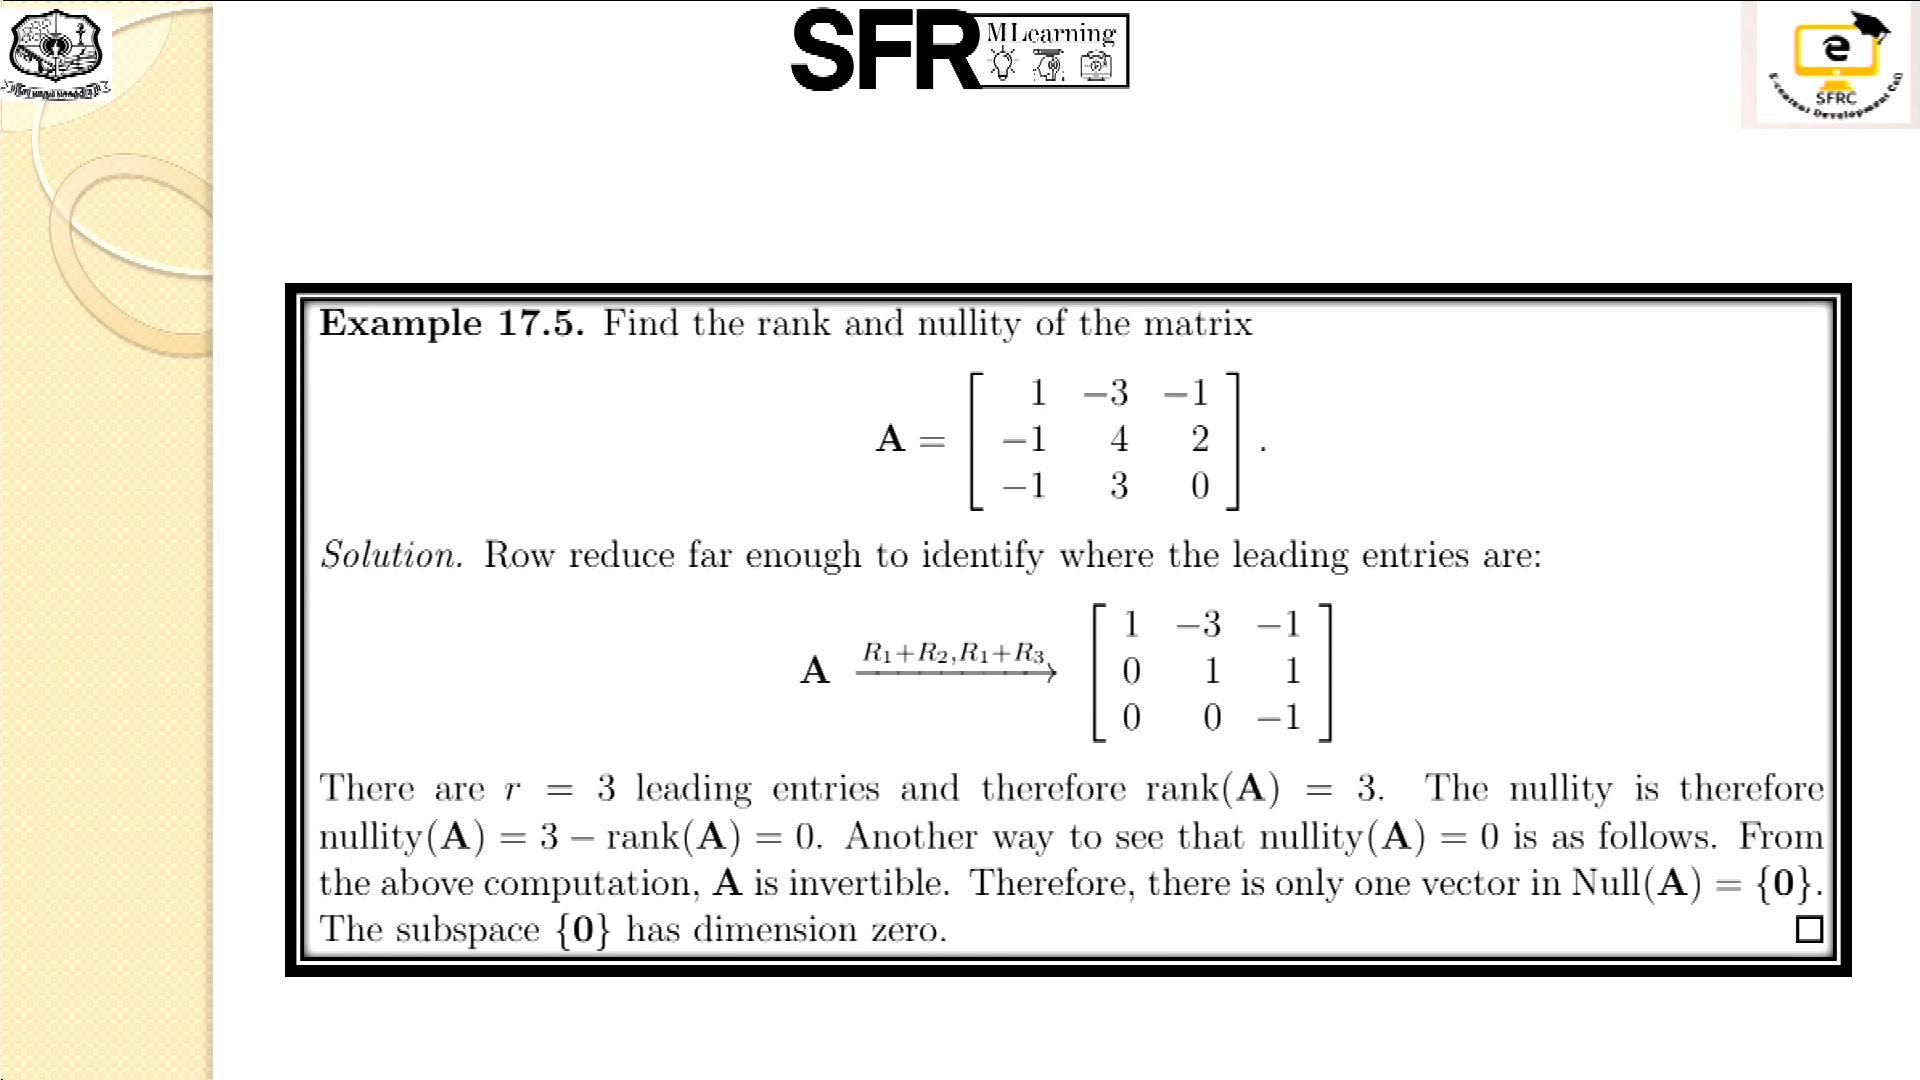 SFR
MLearning
e
SFRC
E-content Development Cell
Example 17.5. Find the rank and nullity of the matrix
A = [ 1 −3 −1
−1 4 2
−1 3 0 ] .
Solution. Row reduce far enough to identify where the leading entries are:
A R₁+R₂,R₁+R₃ → [ 1 −3 −1
0 1 1
0 0 −1 ]
There are r = 3 leading entries and therefore rank(A) = 3. The nullity is therefore
nullity(A) = 3 − rank(A) = 0. Another way to see that nullity(A) = 0 is as follows. From
the above computation, A is invertible. Therefore, there is only one vector in Null(A) = {0}.
The subspace {0} has dimension zero. □